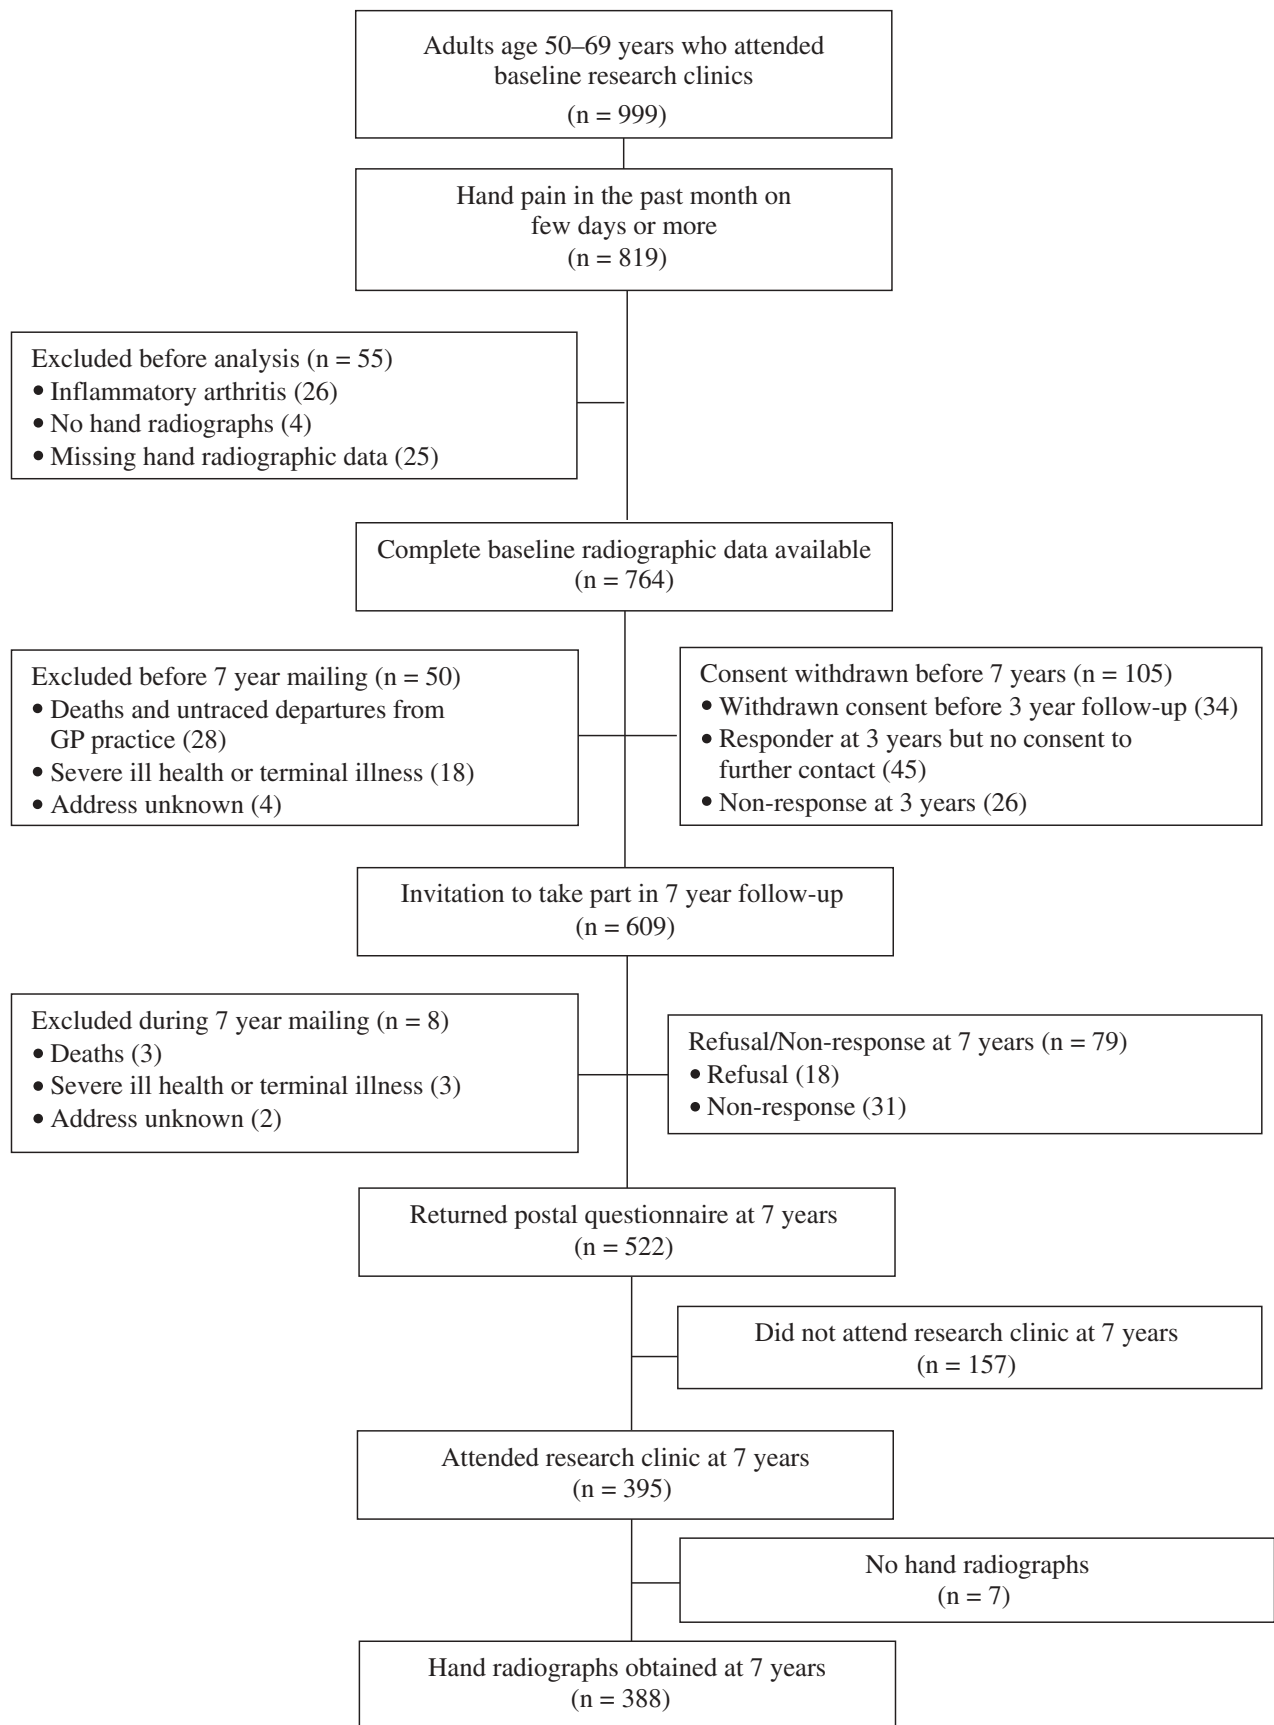 Adults age 50–69 years who attended
baseline research clinics
(n = 999)
Hand pain in the past month on
few days or more
(n = 819)
Excluded before analysis (n = 55)
• Inflammatory arthritis (26)
• No hand radiographs (4)
• Missing hand radiographic data (25)
Complete baseline radiographic data available
(n = 764)
Excluded before 7 year mailing (n = 50)
• Deaths and untraced departures from
GP practice (28)
• Severe ill health or terminal illness (18)
• Address unknown (4)
Consent withdrawn before 7 years (n = 105)
• Withdrawn consent before 3 year follow-up (34)
• Responder at 3 years but no consent to
further contact (45)
• Non-response at 3 years (26)
Invitation to take part in 7 year follow-up
(n = 609)
Excluded during 7 year mailing (n = 8)
• Deaths (3)
• Severe ill health or terminal illness (3)
• Address unknown (2)
Refusal/Non-response at 7 years (n = 79)
• Refusal (18)
• Non-response (31)
Returned postal questionnaire at 7 years
(n = 522)
Did not attend research clinic at 7 years
(n = 157)
Attended research clinic at 7 years
(n = 395)
No hand radiographs
(n = 7)
Hand radiographs obtained at 7 years
(n = 388)